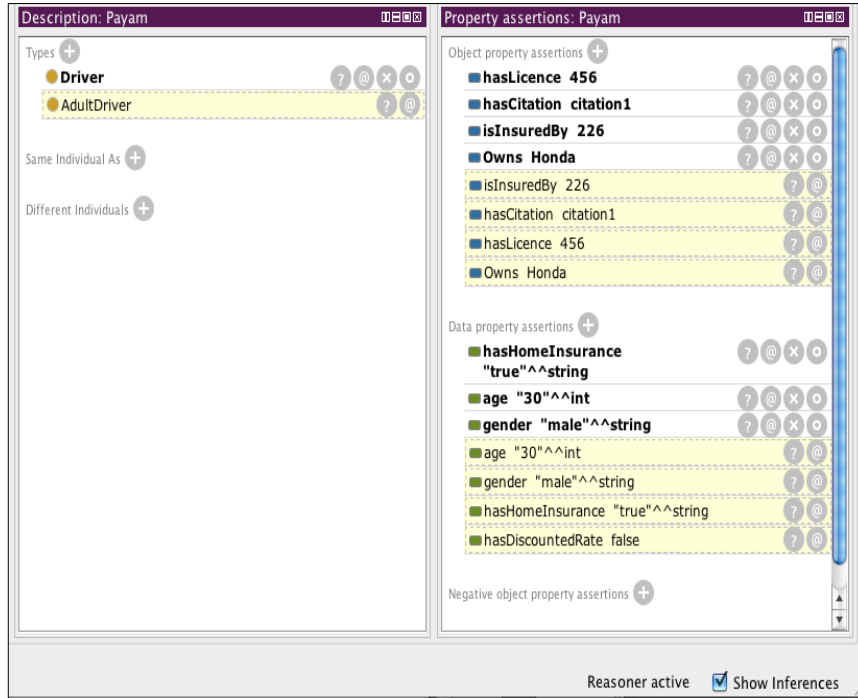 Description: Payam
Types
Driver
AdultDriver
Same Individual As
Different Individuals
Property assertions: Payam
Object property assertions
hasLicence 456
hasCitation citation1
isInsuredBy 226
Owns Honda
isInsuredBy 226
hasCitation citation1
hasLicence 456
Owns Honda
Data property assertions
hasHomeInsurance
"true"^^string
age "30"^^int
gender "male"^^string
age "30"^^int
gender "male"^^string
hasHomeInsurance "true"^^string
hasDiscountedRate false
Negative object property assertions
Reasoner active
Show Inferences